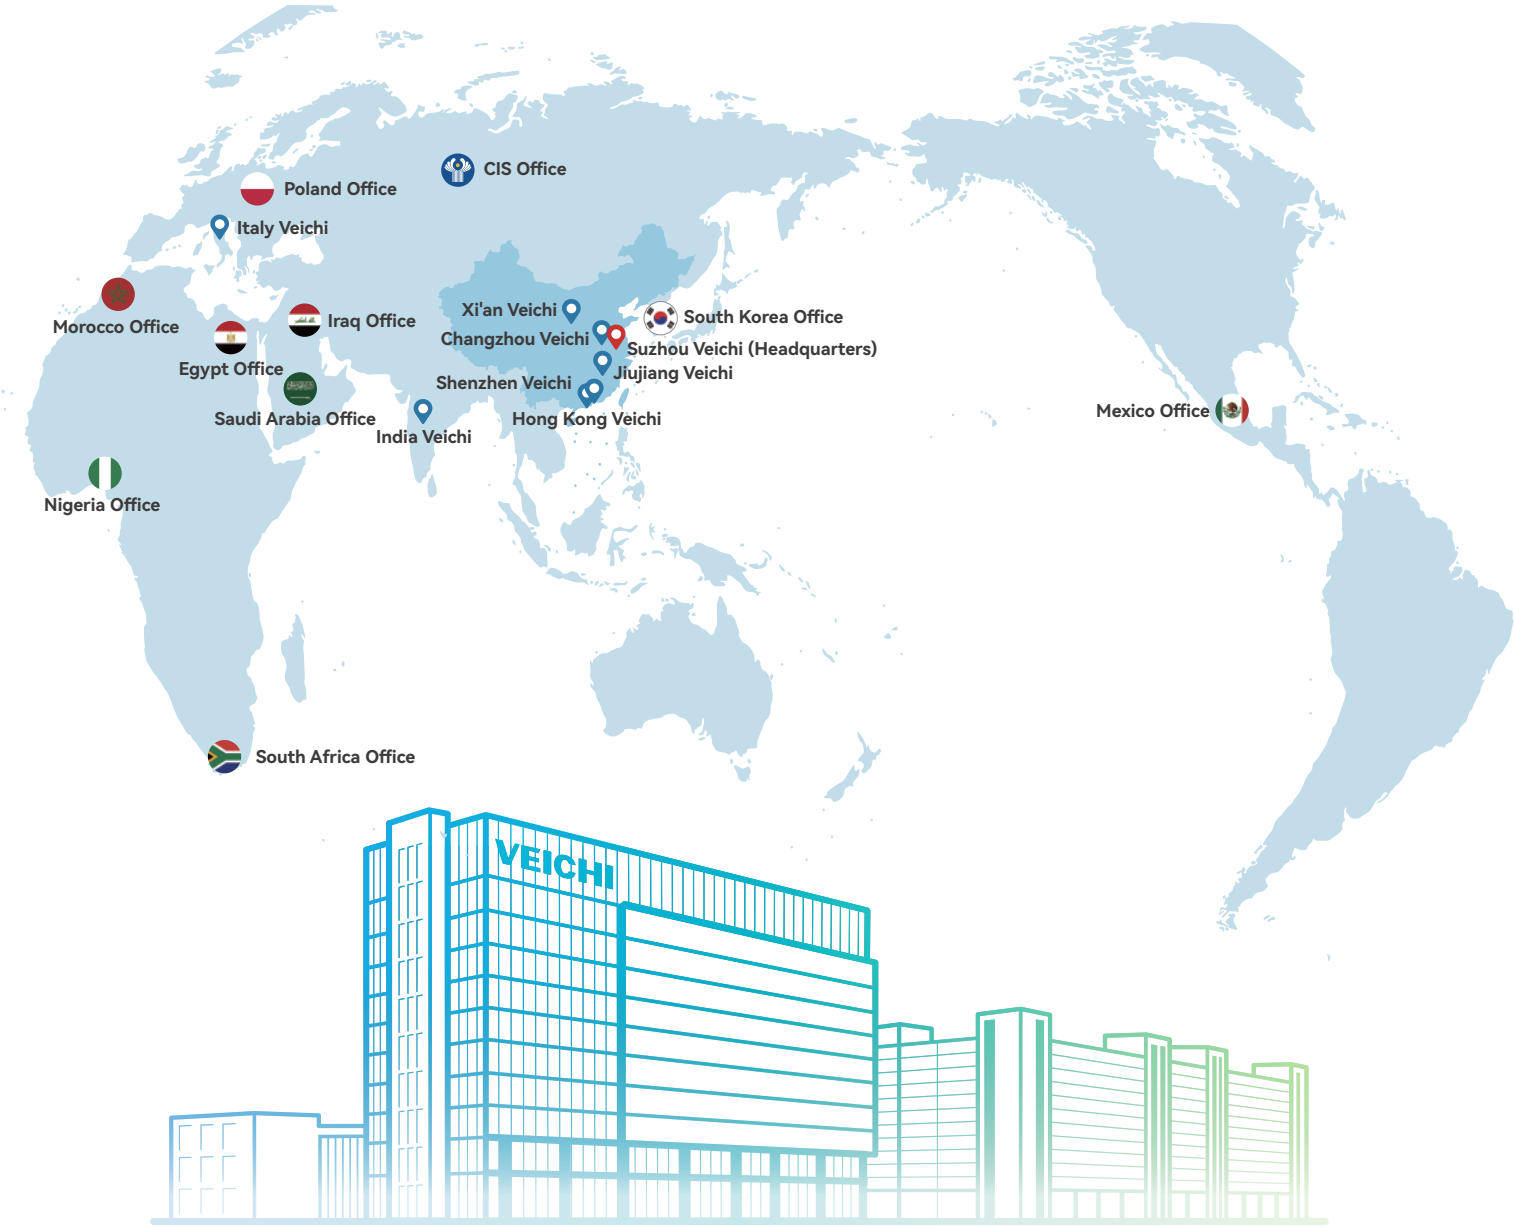 CIS Office
Poland Office
Italy Veichi
Morocco Office
Iraq Office
Egypt Office
Saudi Arabia Office
Xi'an Veichi
South Korea Office
Changzhou Veichi
Suzhou Veichi (Headquarters)
Jiujiang Veichi
Shenzhen Veichi
Hong Kong Veichi
India Veichi
Mexico Office
Nigeria Office
South Africa Office
VEICHI